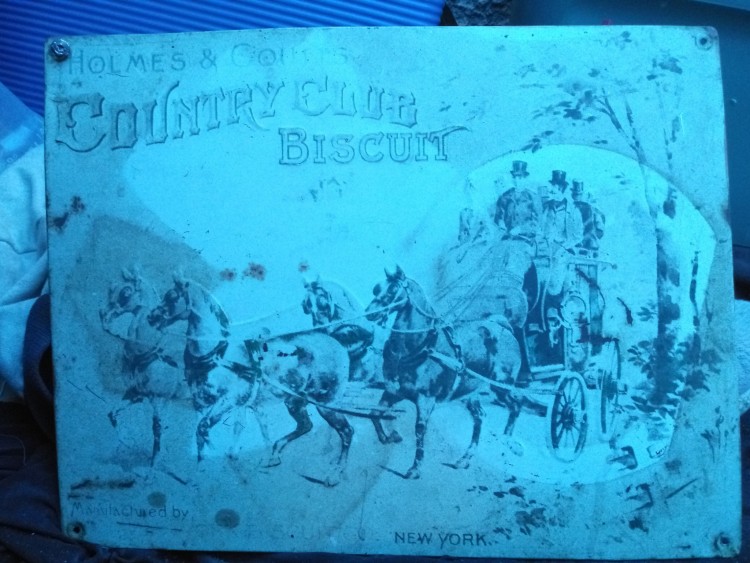 HOLMES & COUTTS
COUNTRY CLUB
BISCUIT
Manufactured by
NEW YORK.